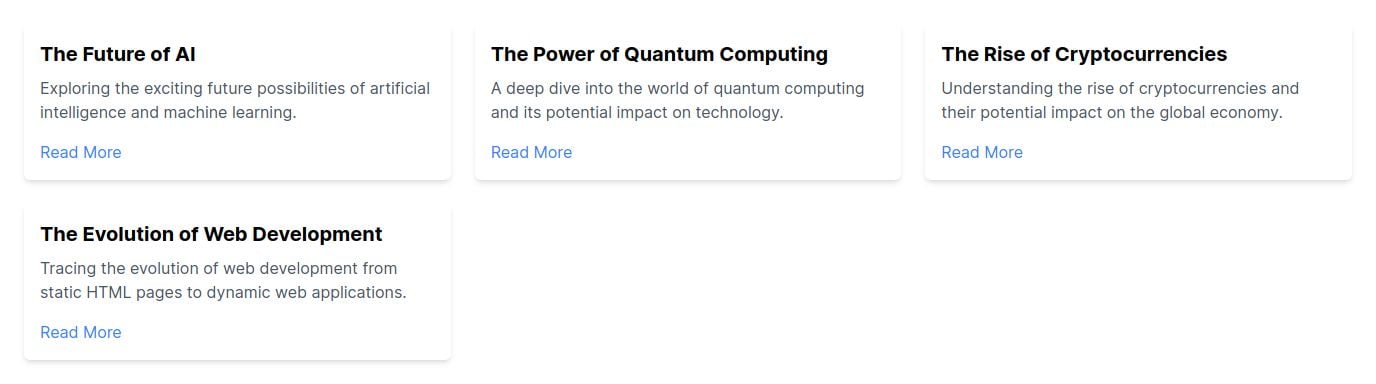 The Future of AI
Exploring the exciting future possibilities of artificial
intelligence and machine learning.
Read More
The Power of Quantum Computing
A deep dive into the world of quantum computing
and its potential impact on technology.
Read More
The Rise of Cryptocurrencies
Understanding the rise of cryptocurrencies and
their potential impact on the global economy.
Read More
The Evolution of Web Development
Tracing the evolution of web development from
static HTML pages to dynamic web applications.
Read More